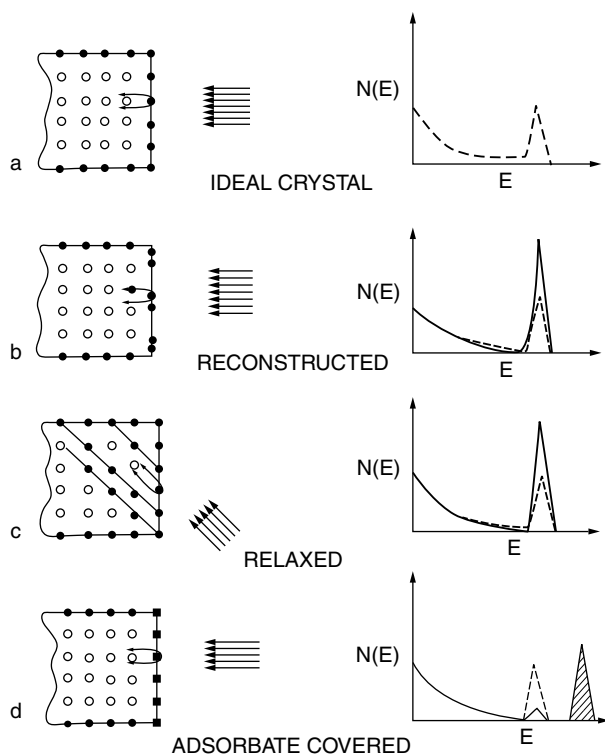 N(E)
a
E
IDEAL CRYSTAL
N(E)
b
E
RECONSTRUCTED
N(E)
c
E
RELAXED
N(E)
d
E
ADSORBATE COVERED